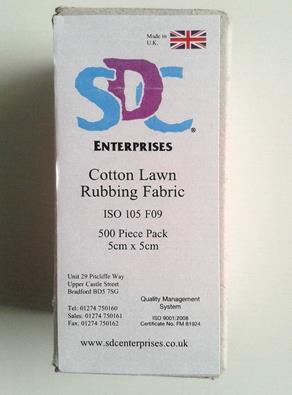 Made in
U.K.
SDC
®
ENTERPRISES
Cotton Lawn
Rubbing Fabric
ISO 105 F09
500 Piece Pack
5cm x 5cm
Unit 29 Pitcliffe Way
Upper Castle Street
Bradford BD5 7SG
Tel: 01274 750160
Sales: 01274 750161
Fax: 01274 750162
Quality Management
System
ISO 9001:2008
Certificate No. FM 81924
www.sdcenterprises.co.uk